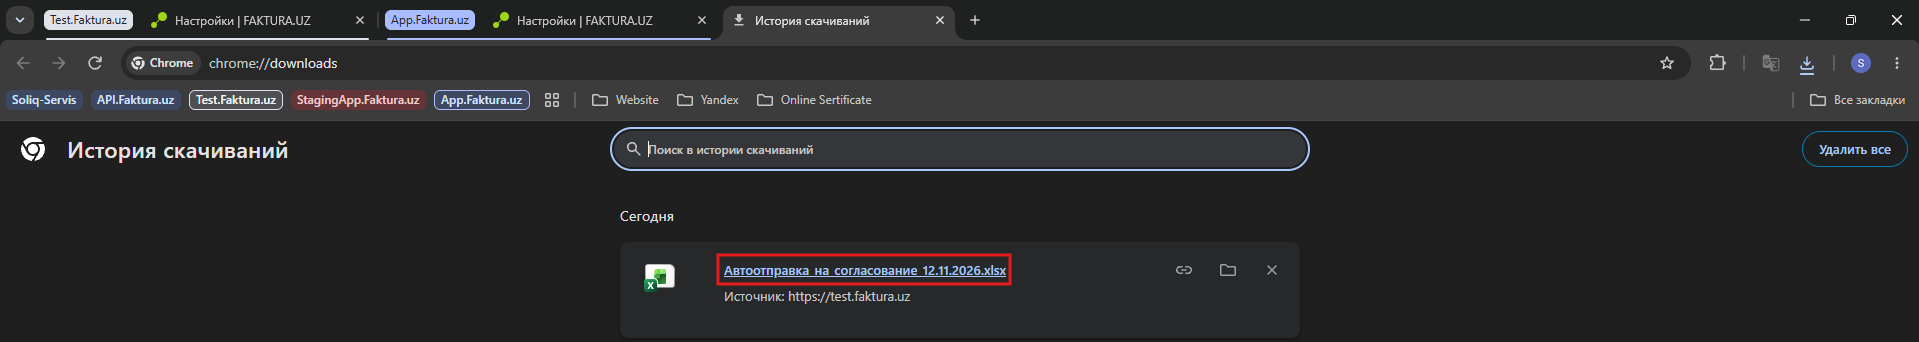 Test.Faktura.uz Настройки | FAKTURA.UZ App.Faktura.uz Настройки | FAKTURA.UZ История скачиваний
Chrome chrome://downloads S
Soliq-Servis API.Faktura.uz Test.Faktura.uz StagingApp.Faktura.uz App.Faktura.uz Website Yandex Online Sertificate Все закладки
История скачиваний Поиск в истории скачиваний Удалить все
Сегодня
Автоотправка_на_согласование_12.11.2026.xlsx
Источник: https://test.faktura.uz